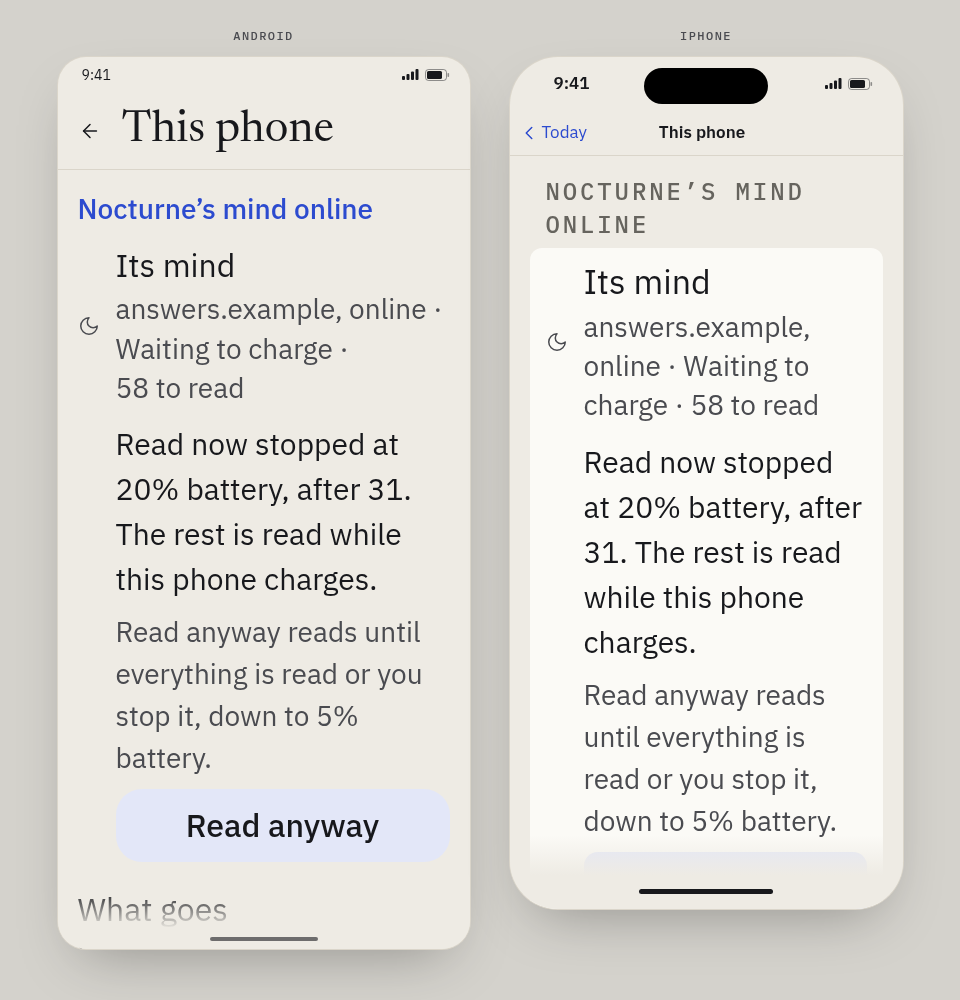 ANDROID
9:41
This phone
Nocturne’s mind online
Its mind
answers.example, online ·
Waiting to charge ·
58 to read
Read now stopped at
20% battery, after 31.
The rest is read while
this phone charges.
Read anyway reads until
everything is read or you
stop it, down to 5%
battery.
Read anyway
What goes
IPHONE
9:41
Today
This phone
NOCTURNE’S MIND
ONLINE
Its mind
answers.example,
online · Waiting to
charge · 58 to read
Read now stopped
at 20% battery, after
31. The rest is read
while this phone
charges.
Read anyway reads
until everything is
read or you stop it,
down to 5% battery.